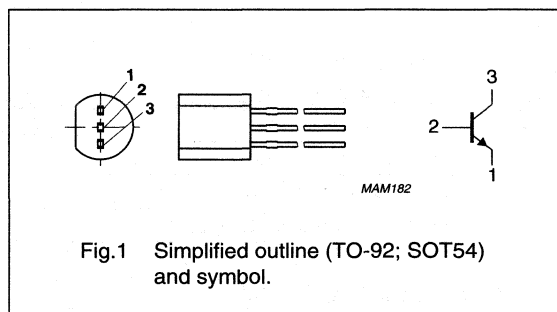 1
2
3
3
2
1
MAM182
Fig.1 Simplified outline (TO-92; SOT54)
and symbol.